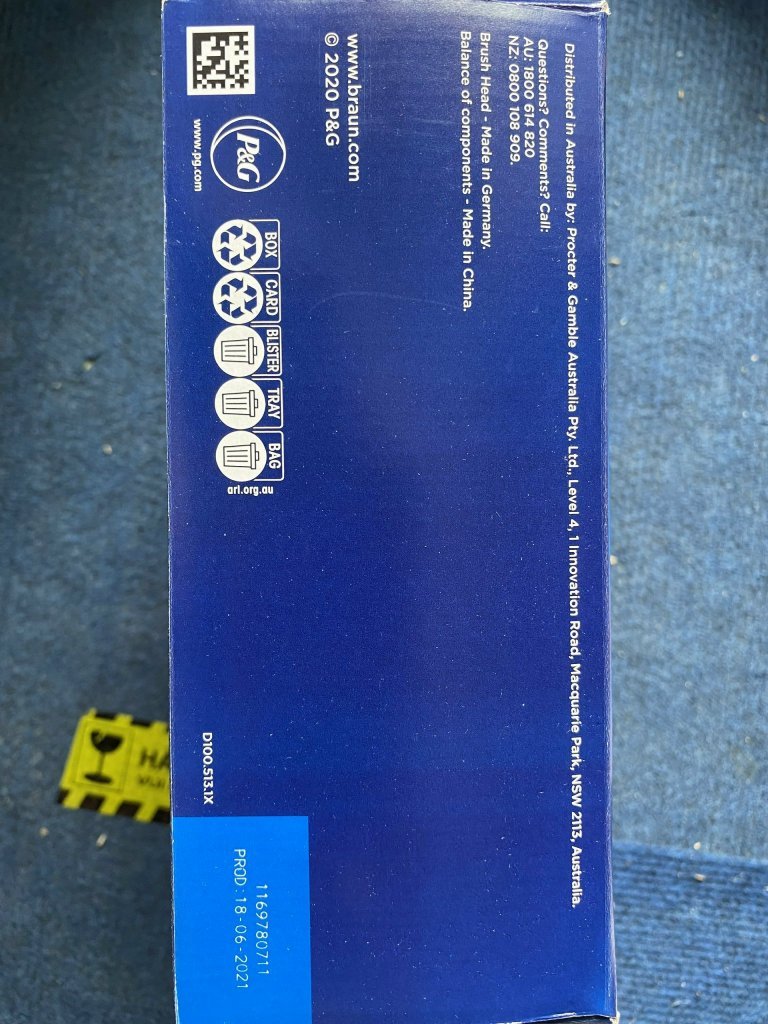 Distributed in Australia by: Procter & Gamble Australia Pty. Ltd., Level 4, 1 Innovation Road, Macquarie Park, NSW 2113, Australia.
Questions? Comments? Call:
AU: 1800 614 820
NZ: 0800 108 909.
Brush Head - Made in Germany.
Balance of components - Made in China.
www.braun.com
© 2020 P&G
P&G
www.pg.com
BOX
CARD
BLISTER
TRAY
BAG
arl.org.au
D100.513.1X
1169780711
PROD:18-06-2021
HA